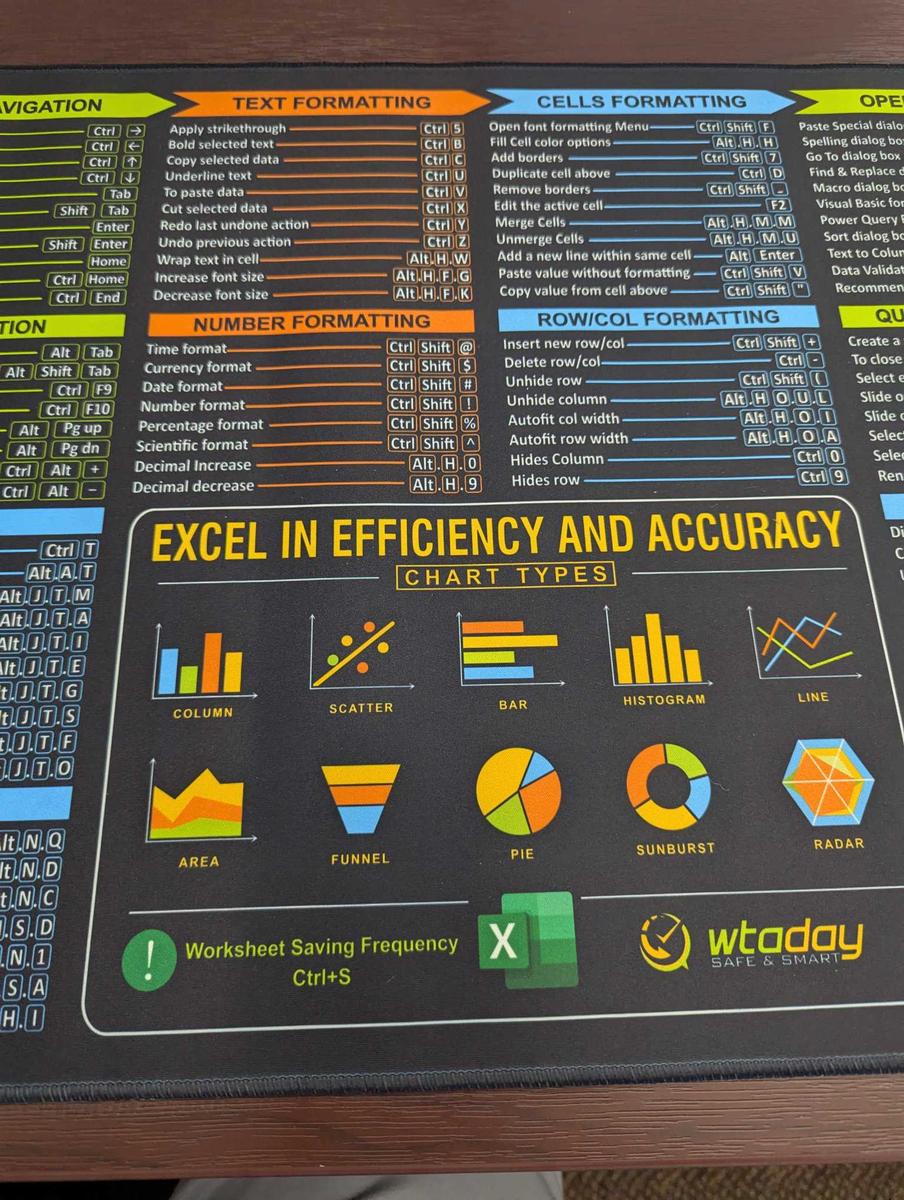 AVIGATION
Ctrl →
Ctrl ←
Ctrl ↑
Ctrl ↓
Tab
Shift Tab
Enter
Shift Enter
Home
Ctrl Home
Ctrl End
TION
Alt Tab
Alt Shift Tab
Ctrl F9
Ctrl F10
Alt Pg up
Alt Pg dn
Ctrl Alt +
Ctrl Alt -
Ctrl T
Alt.A.T
Alt.J.T.M
Alt.J.T.A
Alt.J.T.I
Alt.J.T.E
t.J.T.G
t.J.T.S
t.J.T.F
.J.T.O
lt.N.Q
lt.N.D
t.N.C
.S.D
.N.1
S.A
H.I
TEXT FORMATTING
Apply strikethrough Ctrl 5
Bold selected text Ctrl B
Copy selected data Ctrl C
Underline text Ctrl U
To paste data Ctrl V
Cut selected data Ctrl X
Redo last undone action Ctrl Y
Undo previous action Ctrl Z
Wrap text in cell Alt.H.W
Increase font size Alt.H.F.G
Decrease font size Alt.H.F.K
NUMBER FORMATTING
Time format Ctrl Shift @
Currency format Ctrl Shift $
Date format Ctrl Shift #
Number format Ctrl Shift !
Percentage format Ctrl Shift %
Scientific format Ctrl Shift ^
Decimal Increase Alt.H.0
Decimal decrease Alt.H.9
CELLS FORMATTING
Open font formatting Menu Ctrl Shift F
Fill Cell color options Alt.H.H
Add borders Ctrl Shift 7
Duplicate cell above Ctrl D
Remove borders Ctrl Shift _
Edit the active cell F2
Merge Cells Alt.H.M.M
Unmerge Cells Alt.H.M.U
Add a new line within same cell Alt Enter
Paste value without formatting Ctrl Shift V
Copy value from cell above Ctrl Shift "
ROW/COL FORMATTING
Insert new row/col Ctrl Shift +
Delete row/col Ctrl -
Unhide row Ctrl Shift (
Unhide column Alt.H O.U.L
Autofit col width Alt.H.O.I
Autofit row width Alt.H O.A
Hides Column Ctrl 0
Hides row Ctrl 9
OPE
Paste Special dialo
Spelling dialog bo
Go To dialog box
Find & Replace d
Macro dialog bo
Visual Basic for
Power Query
Sort dialog bo
Text to Colum
Data Validat
Recommen
QU
Create a
To close
Select e
Slide o
Slide o
Select
Selec
Ren
Di
C
EXCEL IN EFFICIENCY AND ACCURACY
CHART TYPES
COLUMN SCATTER BAR HISTOGRAM LINE
AREA FUNNEL PIE SUNBURST RADAR
! Worksheet Saving Frequency
Ctrl+S
X
wtaday
SAFE & SMART